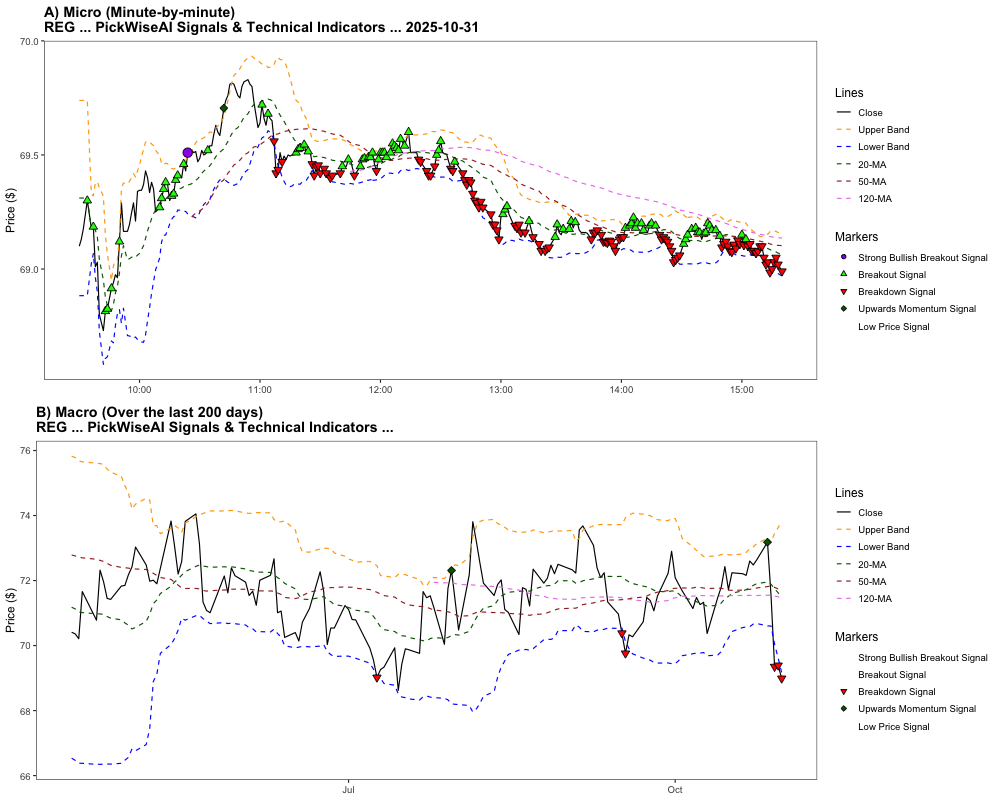 A) Micro (Minute-by-minute)
REG ... PickWiseAI Signals & Technical Indicators ... 2025-10-31
Price ($)
70.0
69.5
69.0
10:00
11:00
12:00
13:00
14:00
15:00
Lines
Close
Upper Band
Lower Band
20-MA
50-MA
120-MA
Markers
Strong Bullish Breakout Signal
Breakout Signal
Breakdown Signal
Upwards Momentum Signal
Low Price Signal
B) Macro (Over the last 200 days)
REG ... PickWiseAI Signals & Technical Indicators ...
Price ($)
76
74
72
70
68
66
Jul
Oct
Lines
Close
Upper Band
Lower Band
20-MA
50-MA
120-MA
Markers
Strong Bullish Breakout Signal
Breakout Signal
Breakdown Signal
Upwards Momentum Signal
Low Price Signal